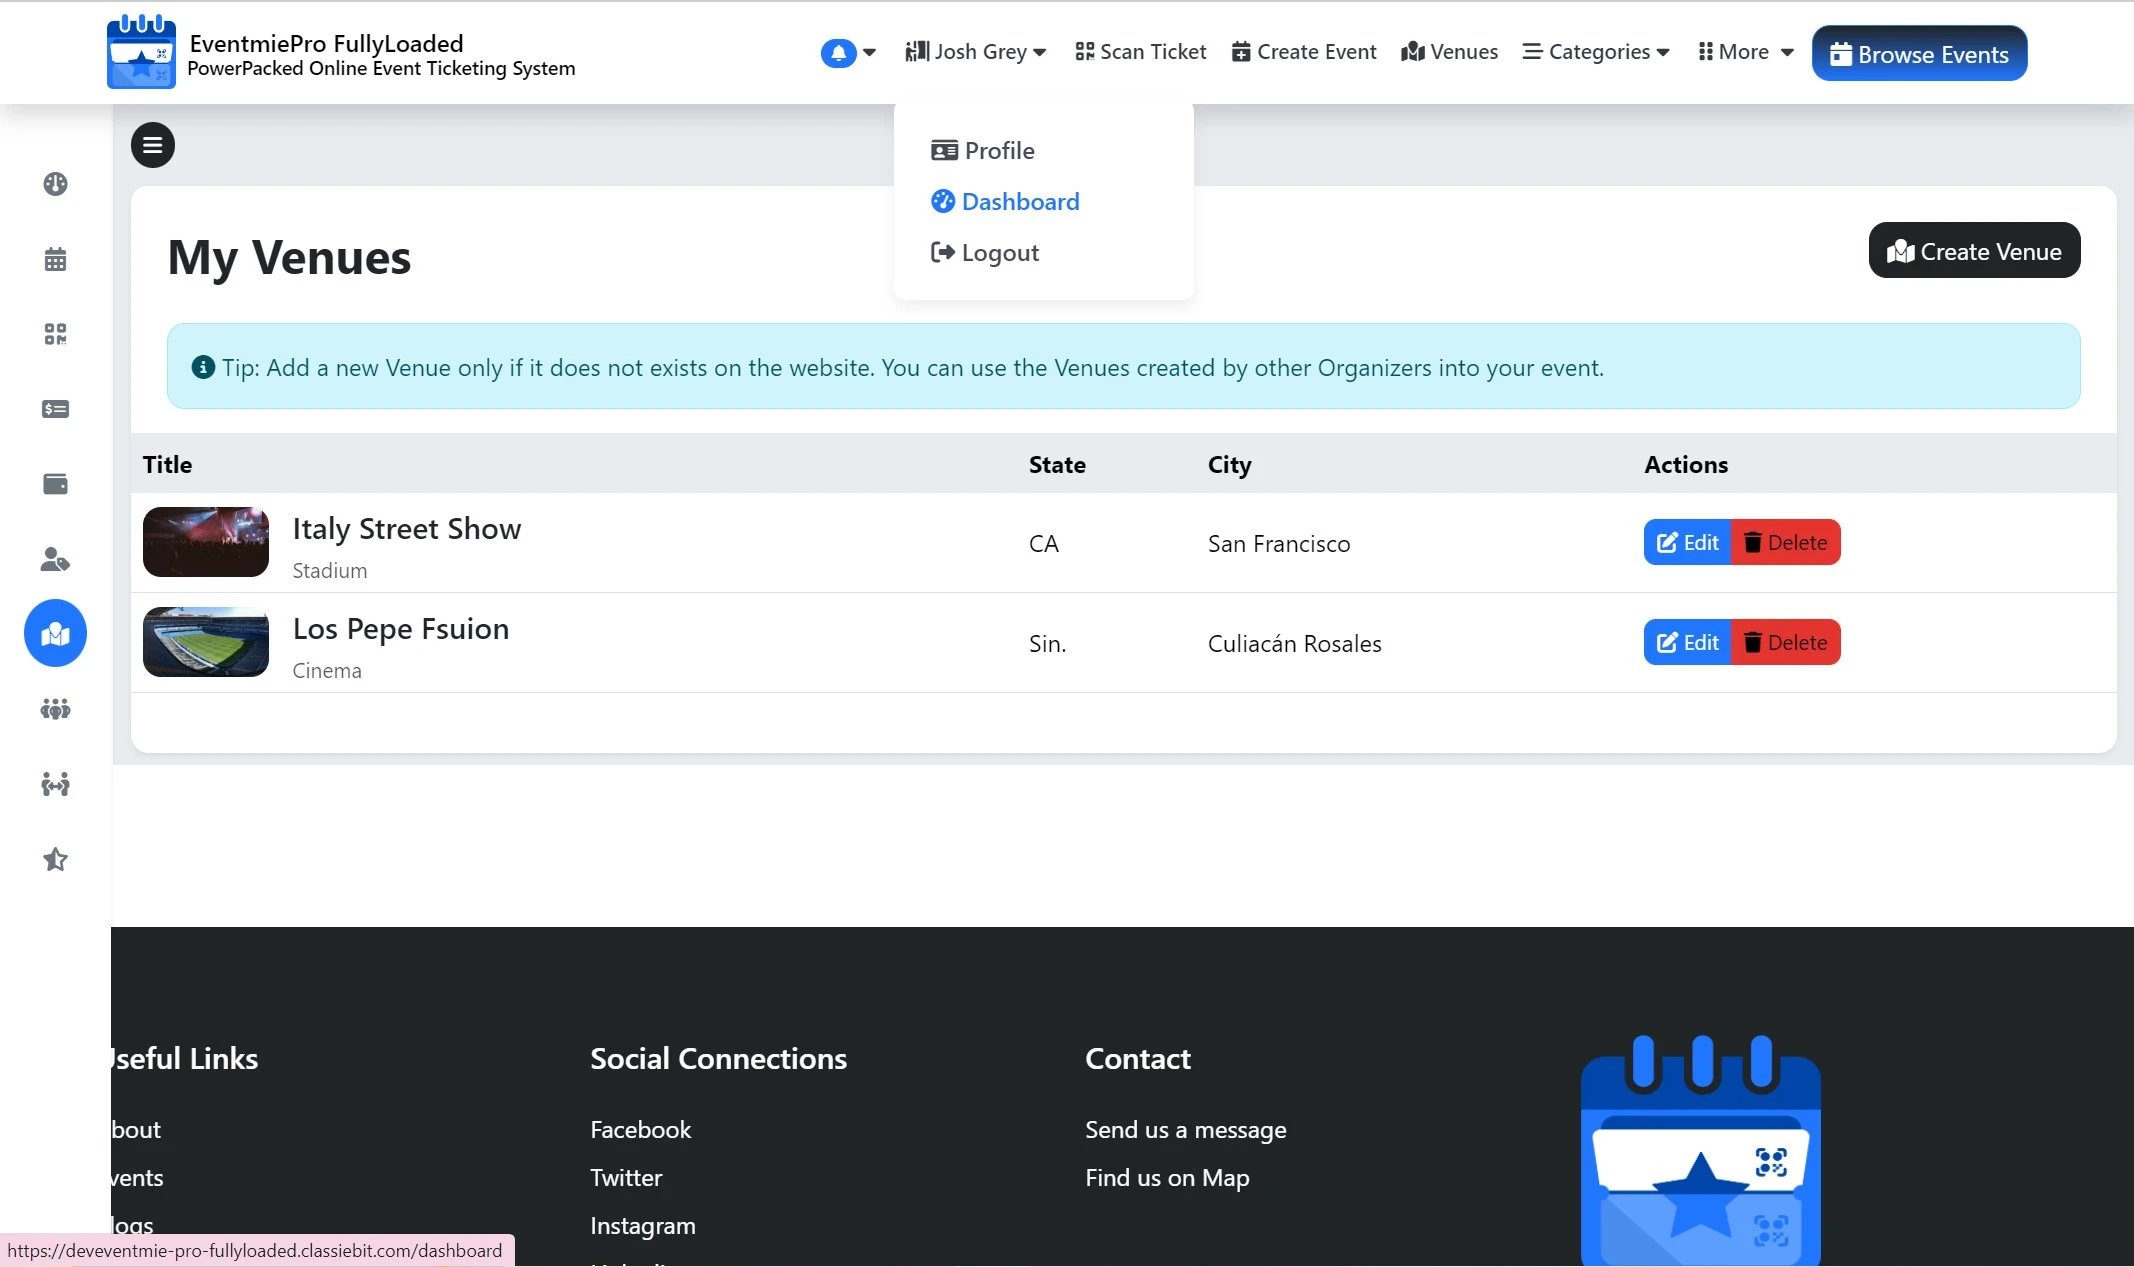 EventmiePro FullyLoaded
PowerPacked Online Event Ticketing System
Josh Grey
Scan Ticket
Create Event
Venues
Categories
More
Browse Events
Profile
Dashboard
Logout
My Venues
Create Venue
Tip: Add a new Venue only if it does not exists on the website. You can use the Venues created by other Organizers into your event.
Title State City Actions
Italy Street Show
Stadium
CA
San Francisco
Edit Delete
Los Pepe Fsuion
Cinema
Sin.
Culiacán Rosales
Edit Delete
seful Links
bout
vents
logs
Social Connections
Facebook
Twitter
Instagram
Contact
Send us a message
Find us on Map
https://deveventmie-pro-fullyloaded.classiebit.com/dashboard